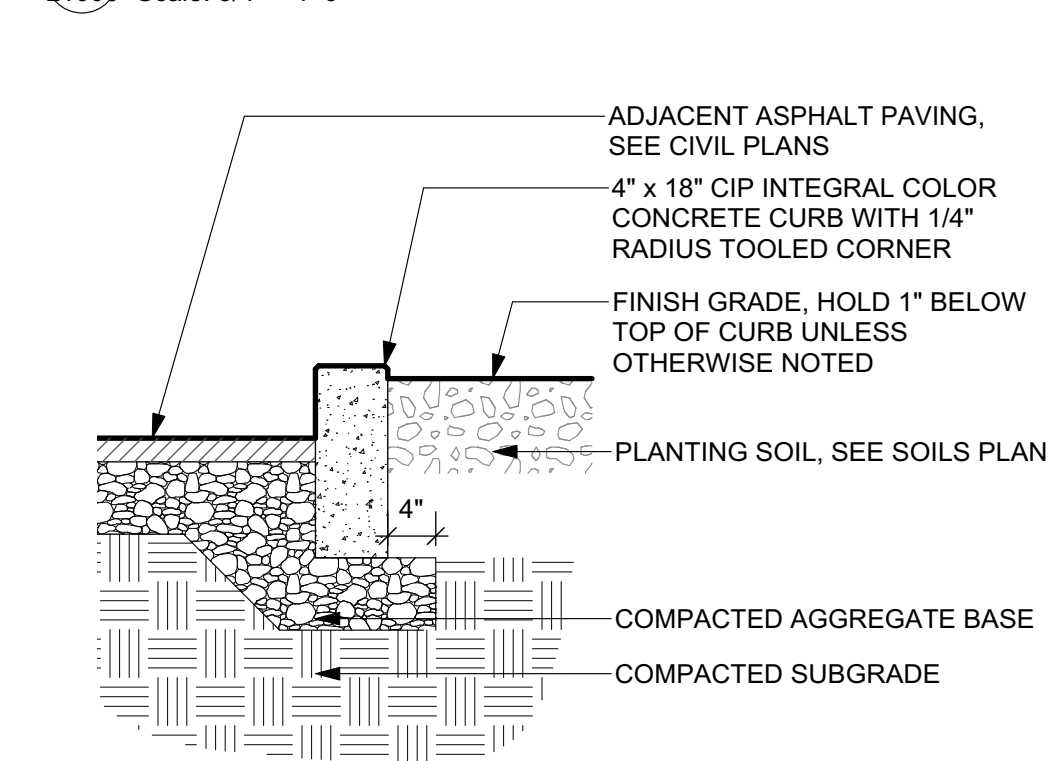 ADJACENT ASPHALT PAVING,
SEE CIVIL PLANS
4" x 18" CIP INTEGRAL COLOR
CONCRETE CURB WITH 1/4"
RADIUS TOOLED CORNER
FINISH GRADE, HOLD 1" BELOW
TOP OF CURB UNLESS
OTHERWISE NOTED
PLANTING SOIL, SEE SOILS PLAN
4"
COMPACTED AGGREGATE BASE
COMPACTED SUBGRADE